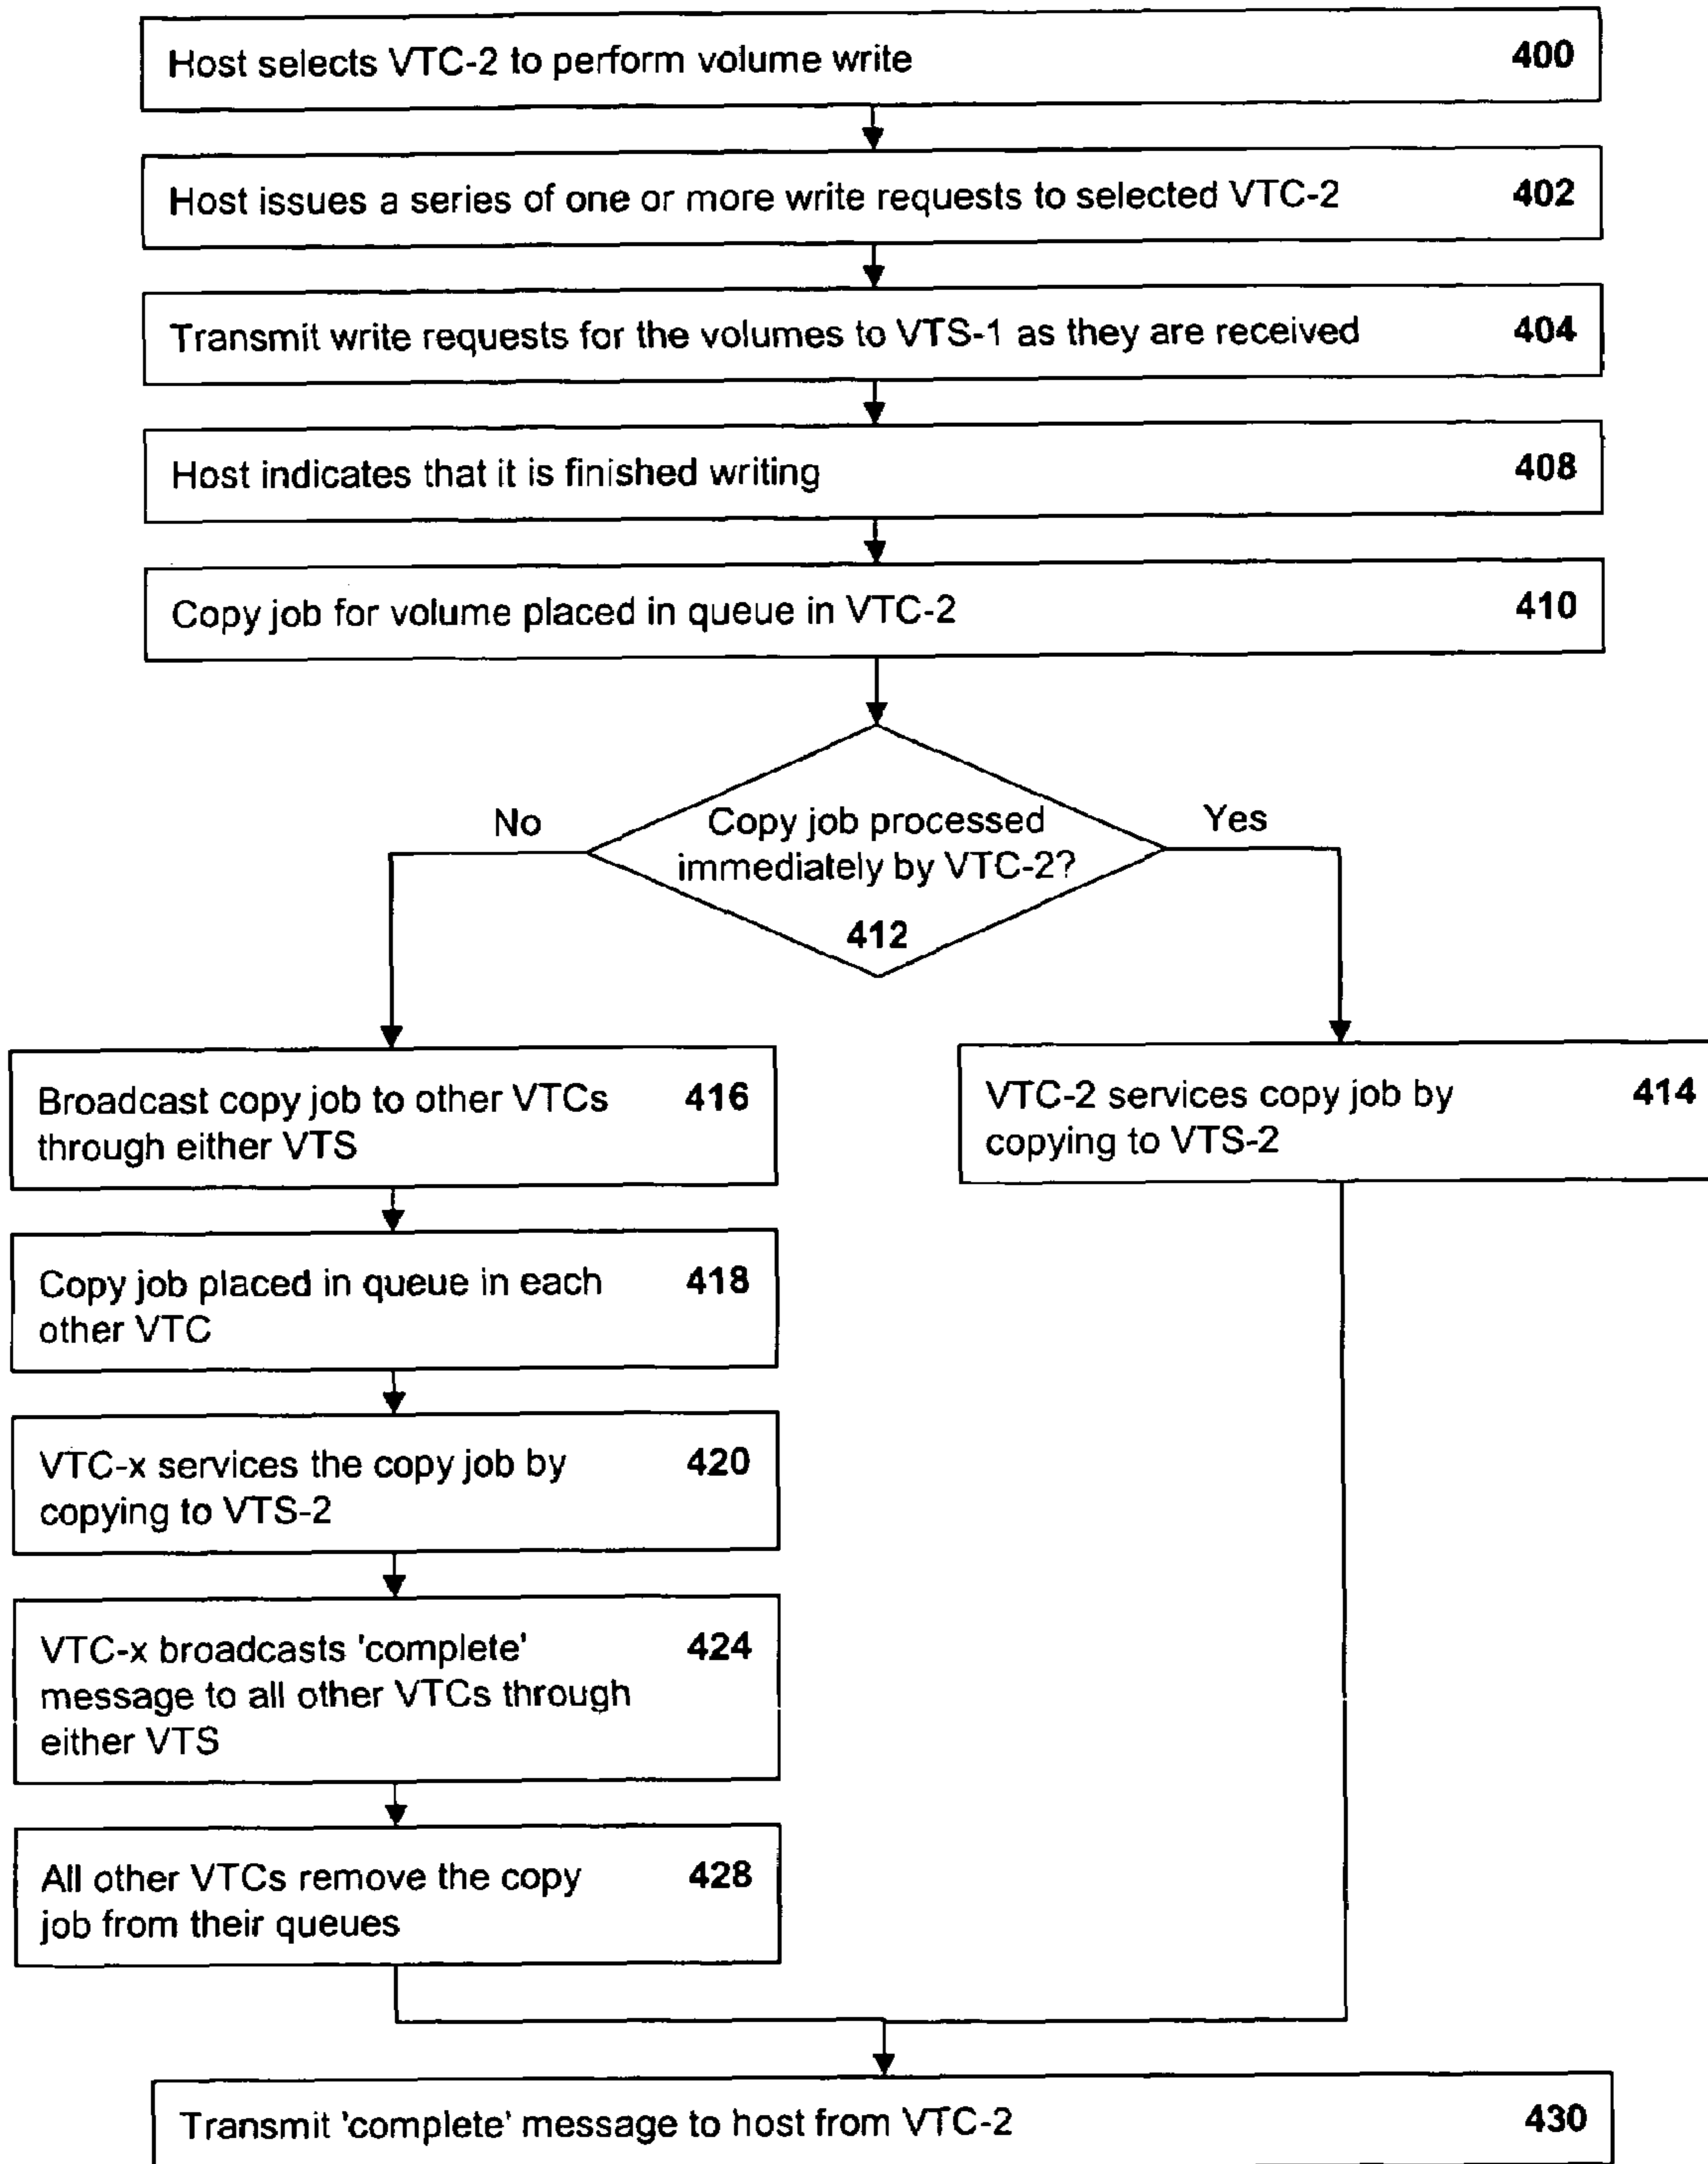 Host selects VTC-2 to perform volume write 400
Host issues a series of one or more write requests to selected VTC-2 402
Transmit write requests for the volumes to VTS-1 as they are received 404
Host indicates that it is finished writing 408
Copy job for volume placed in queue in VTC-2 410
No
Copy job processed
immediately by VTC-2?
412
Yes
Broadcast copy job to other VTCs 416
through either VTS
VTC-2 services copy job by 414
copying to VTS-2
Copy job placed in queue in each 418
other VTC
VTC-x services the copy job by 420
copying to VTS-2
VTC-x broadcasts 'complete' 424
message to all other VTCs through
either VTS
All other VTCs remove the copy 428
job from their queues
Transmit 'complete' message to host from VTC-2 430